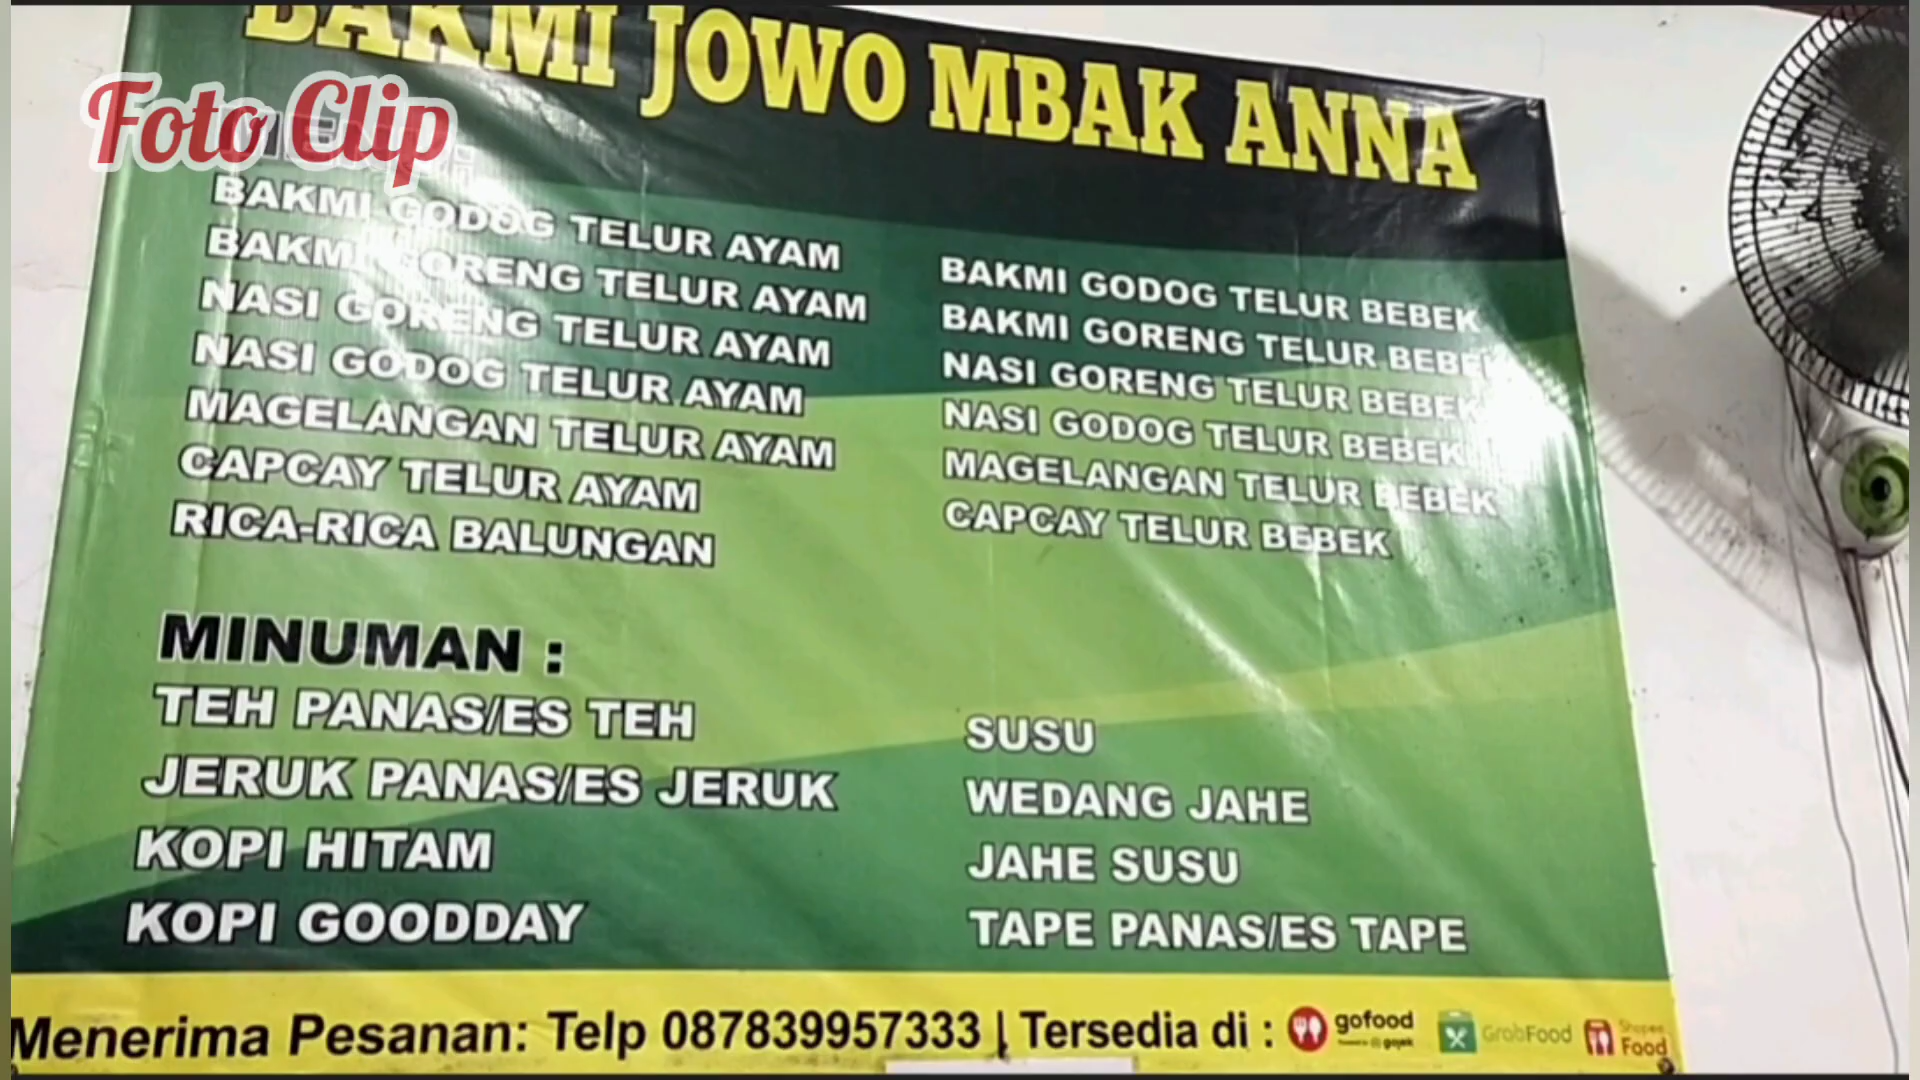 BAKMI JOWO MBAK ANNA
Foto Clip
BAKMI GODOG TELUR AYAM
BAKMI GORENG TELUR AYAM
NASI GORENG TELUR AYAM
NASI GODOG TELUR AYAM
MAGELANGAN TELUR AYAM
CAPCAY TELUR AYAM
RICA-RICA BALUNGAN
BAKMI GODOG TELUR BEBEK
BAKMI GORENG TELUR BEBEK
NASI GORENG TELUR BEBEK
NASI GODOG TELUR BEBEK
MAGELANGAN TELUR BEBEK
CAPCAY TELUR BEBEK
MINUMAN :
TEH PANAS/ES TEH
JERUK PANAS/ES JERUK
KOPI HITAM
KOPI GOODDAY
SUSU
WEDANG JAHE
JAHE SUSU
TAPE PANAS/ES TAPE
Menerima Pesanan: Telp 087839957333 | Tersedia di : gofood GrabFood Shopee Food